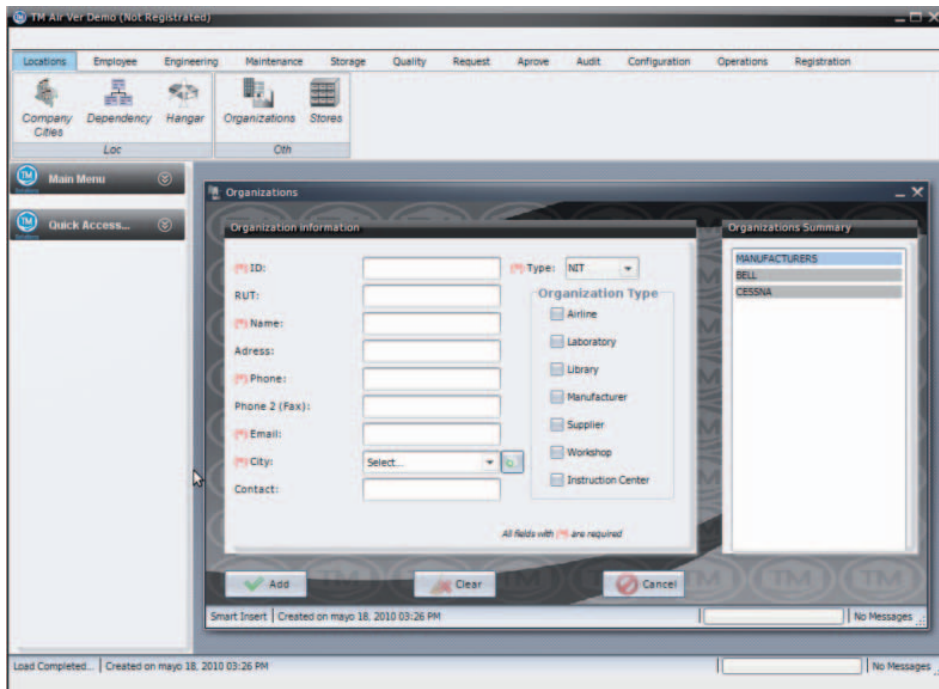 TM Air Ver Demo (Not Registrated)
Locations Employee Engineering Maintenance Storage Quality Request Aprove Audit Configuration Operations Registration
Company Cities Dependency Hangar Organizations Stores
Loc Oth
TM Main Menu
TM Quick Access...
Organizations
Organization Information
(*) ID:
(*) Type: NIT
RUT:
(*) Name:
Adress:
(*) Phone:
Phone 2 (Fax):
(*) Email:
(*) City: Select...
Contact:
Organization Type
Airline
Laboratory
Library
Manufacturer
Supplier
Workshop
Instruction Center
All fields with (*) are required
Organizations Summary
MANUFACTURERS
BELL
CESSNA
Add Clear Cancel
Smart Insert Created on mayo 18, 2010 03:26 PM No Messages
Load Completed... Created on mayo 18, 2010 03:26 PM No Messages